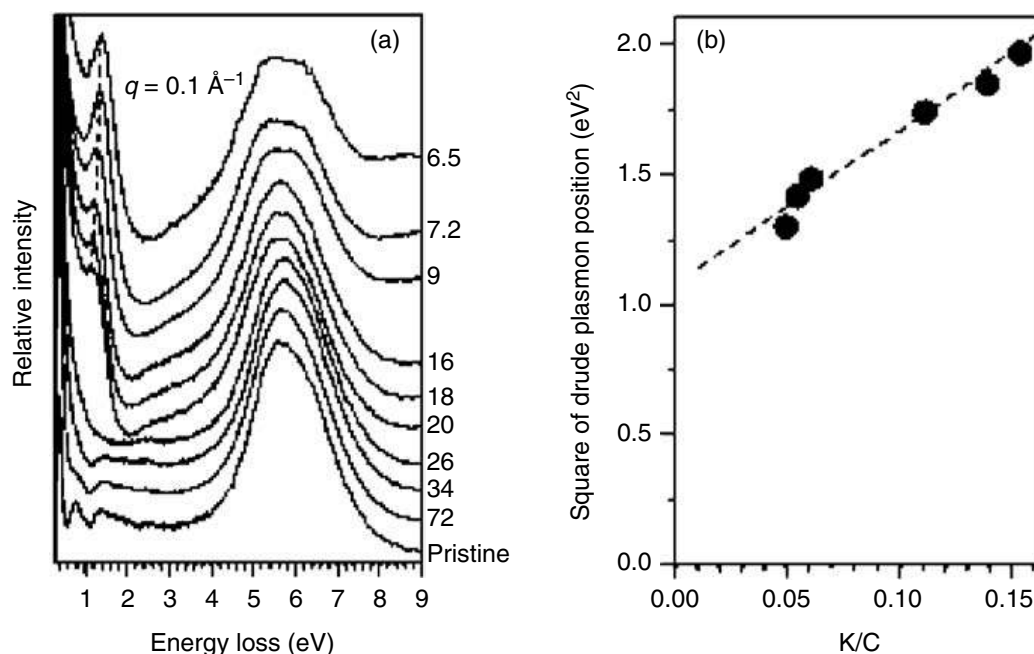 (a)
q = 0.1 Å–1
6.5
7.2
9
16
18
20
26
34
72
Pristine
Relative intensity
1 2 3 4 5 6 7 8 9
Energy loss (eV)
(b)
Square of drude plasmon position (eV2)
2.0
1.5
1.0
0.5
0.0
0.00 0.05 0.10 0.15
K/C